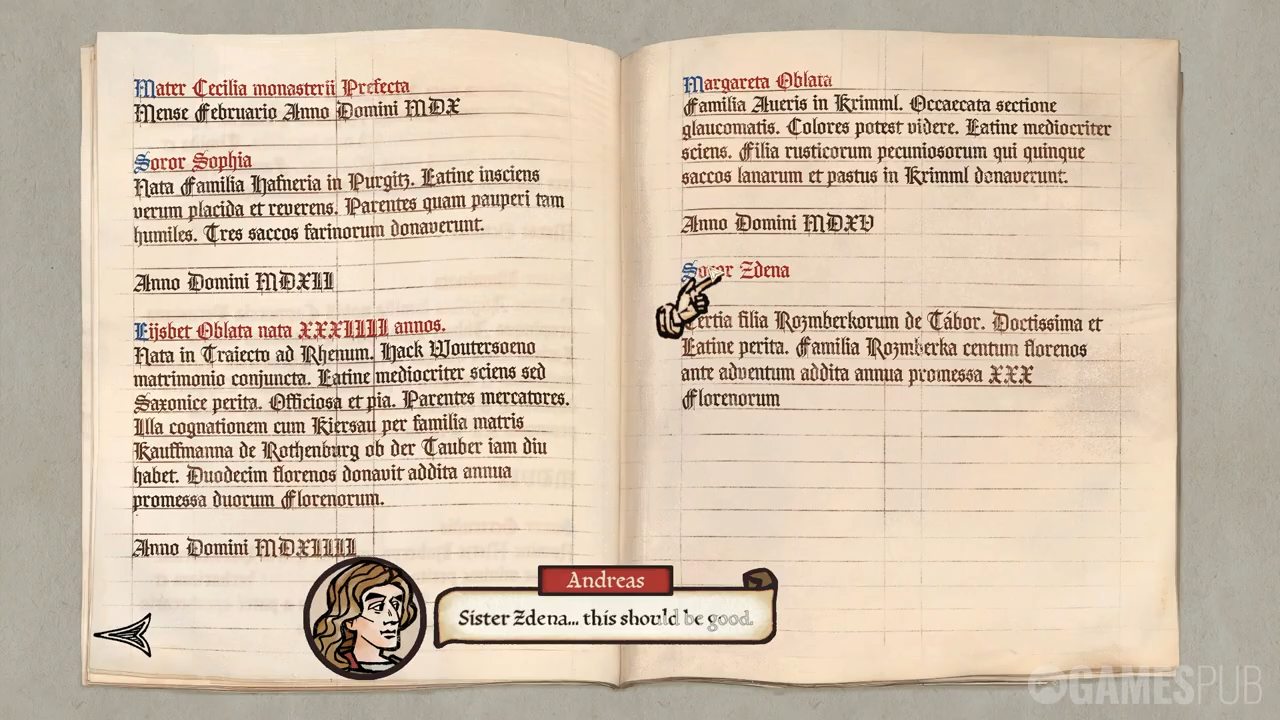 Mater Cecilia monasterii Prefecta
Mense Februario Anno Domini MDX
Soror Sophia
Nata Familia Hafneria in Purgitz. Latine insciens
verum placida et reverens. Parentes quam pauperi tam
humiles. Tres saccos farinorum donaverunt.
Anno Domini MDXII
Lijsbet Oblata nata XXXIIII annos.
Nata in Traiecto ad Rhenum. Hack Woutersoeno
matrimonio conjuncta. Latine mediocriter sciens sed
Saxonice perita. Officiosa et pia. Parentes mercatores.
Illa cognationem cum Kiersau per familia matris
Kauffmanna de Rothenburg ob der Tauber iam diu
habet. Duodecim florenos donavit addita annua
promessa duorum Florenorum.
Anno Domini MDXIIII
Margareta Oblata
Familia Aueris in Krimml. Occaecata sectione
glaucomatis. Colores potest videre. Latine mediocriter
sciens. Filia rusticorum pecuniosorum qui quinque
saccos lanarum et pastus in Krimml donaverunt.
Anno Domini MDXV
Soror Zdena
Tertia filia Rozmberkorum de Tábor. Doctissima et
Latine perita. Familia Rozmberka centum florenos
ante adventum addita annua promessa XXX
Florenorum
Andreas
Sister Zdena... this should be good.
GAMESPUB